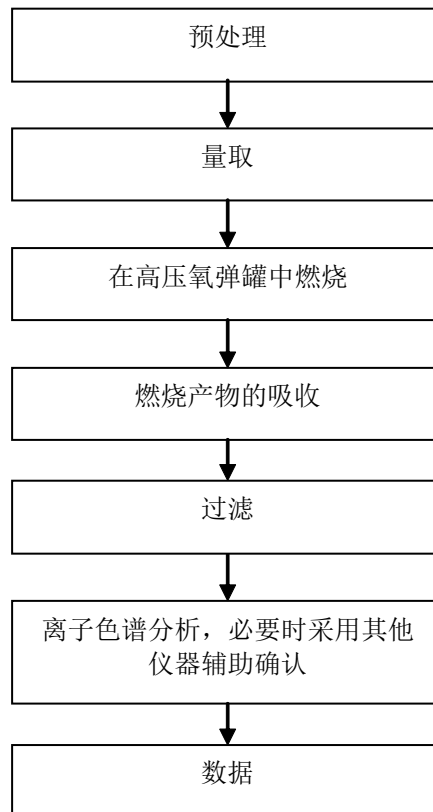 预处理
量取
在高压氧弹罐中燃烧
燃烧产物的吸收
过滤
离子色谱分析，必要时采用其他
仪器辅助确认
数据